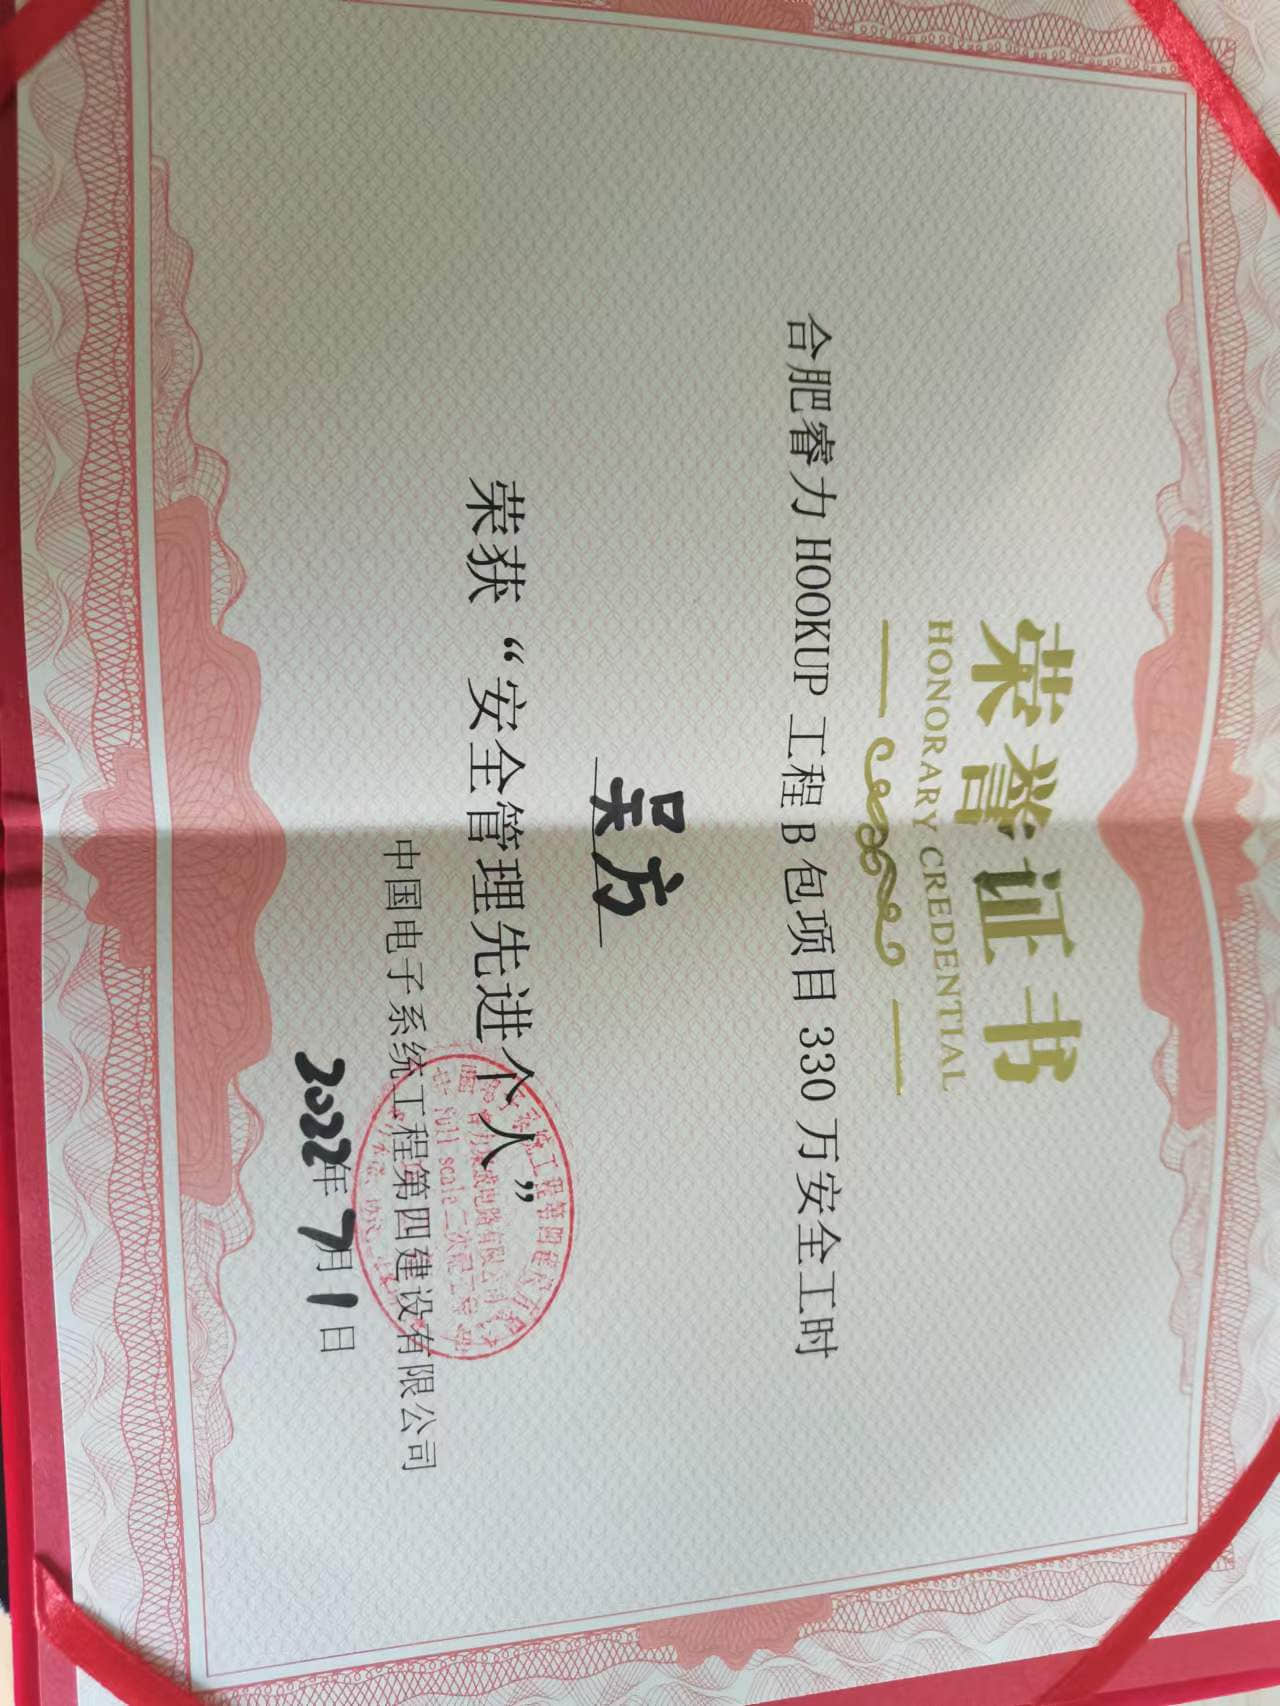 荣誉证书
HONORARY CREDENTIAL
合肥睿力 HOOKUP 工程 B 包项目 330 万安全工时
吴方
荣获“安全管理先进个人”
中国电子系统工程第四建设有限公司
2022年7月1日